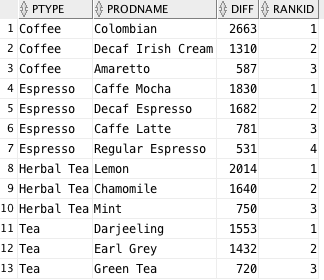 PTYPE PRODNAME DIFF RANKID
1 Coffee Colombian 2663 1
2 Coffee Decaf Irish Cream 1310 2
3 Coffee Amaretto 587 3
4 Espresso Caffe Mocha 1830 1
5 Espresso Decaf Espresso 1682 2
6 Espresso Caffe Latte 781 3
7 Espresso Regular Espresso 531 4
8 Herbal Tea Lemon 2014 1
9 Herbal Tea Chamomile 1640 2
10 Herbal Tea Mint 750 3
11 Tea Darjeeling 1553 1
12 Tea Earl Grey 1432 2
13 Tea Green Tea 720 3